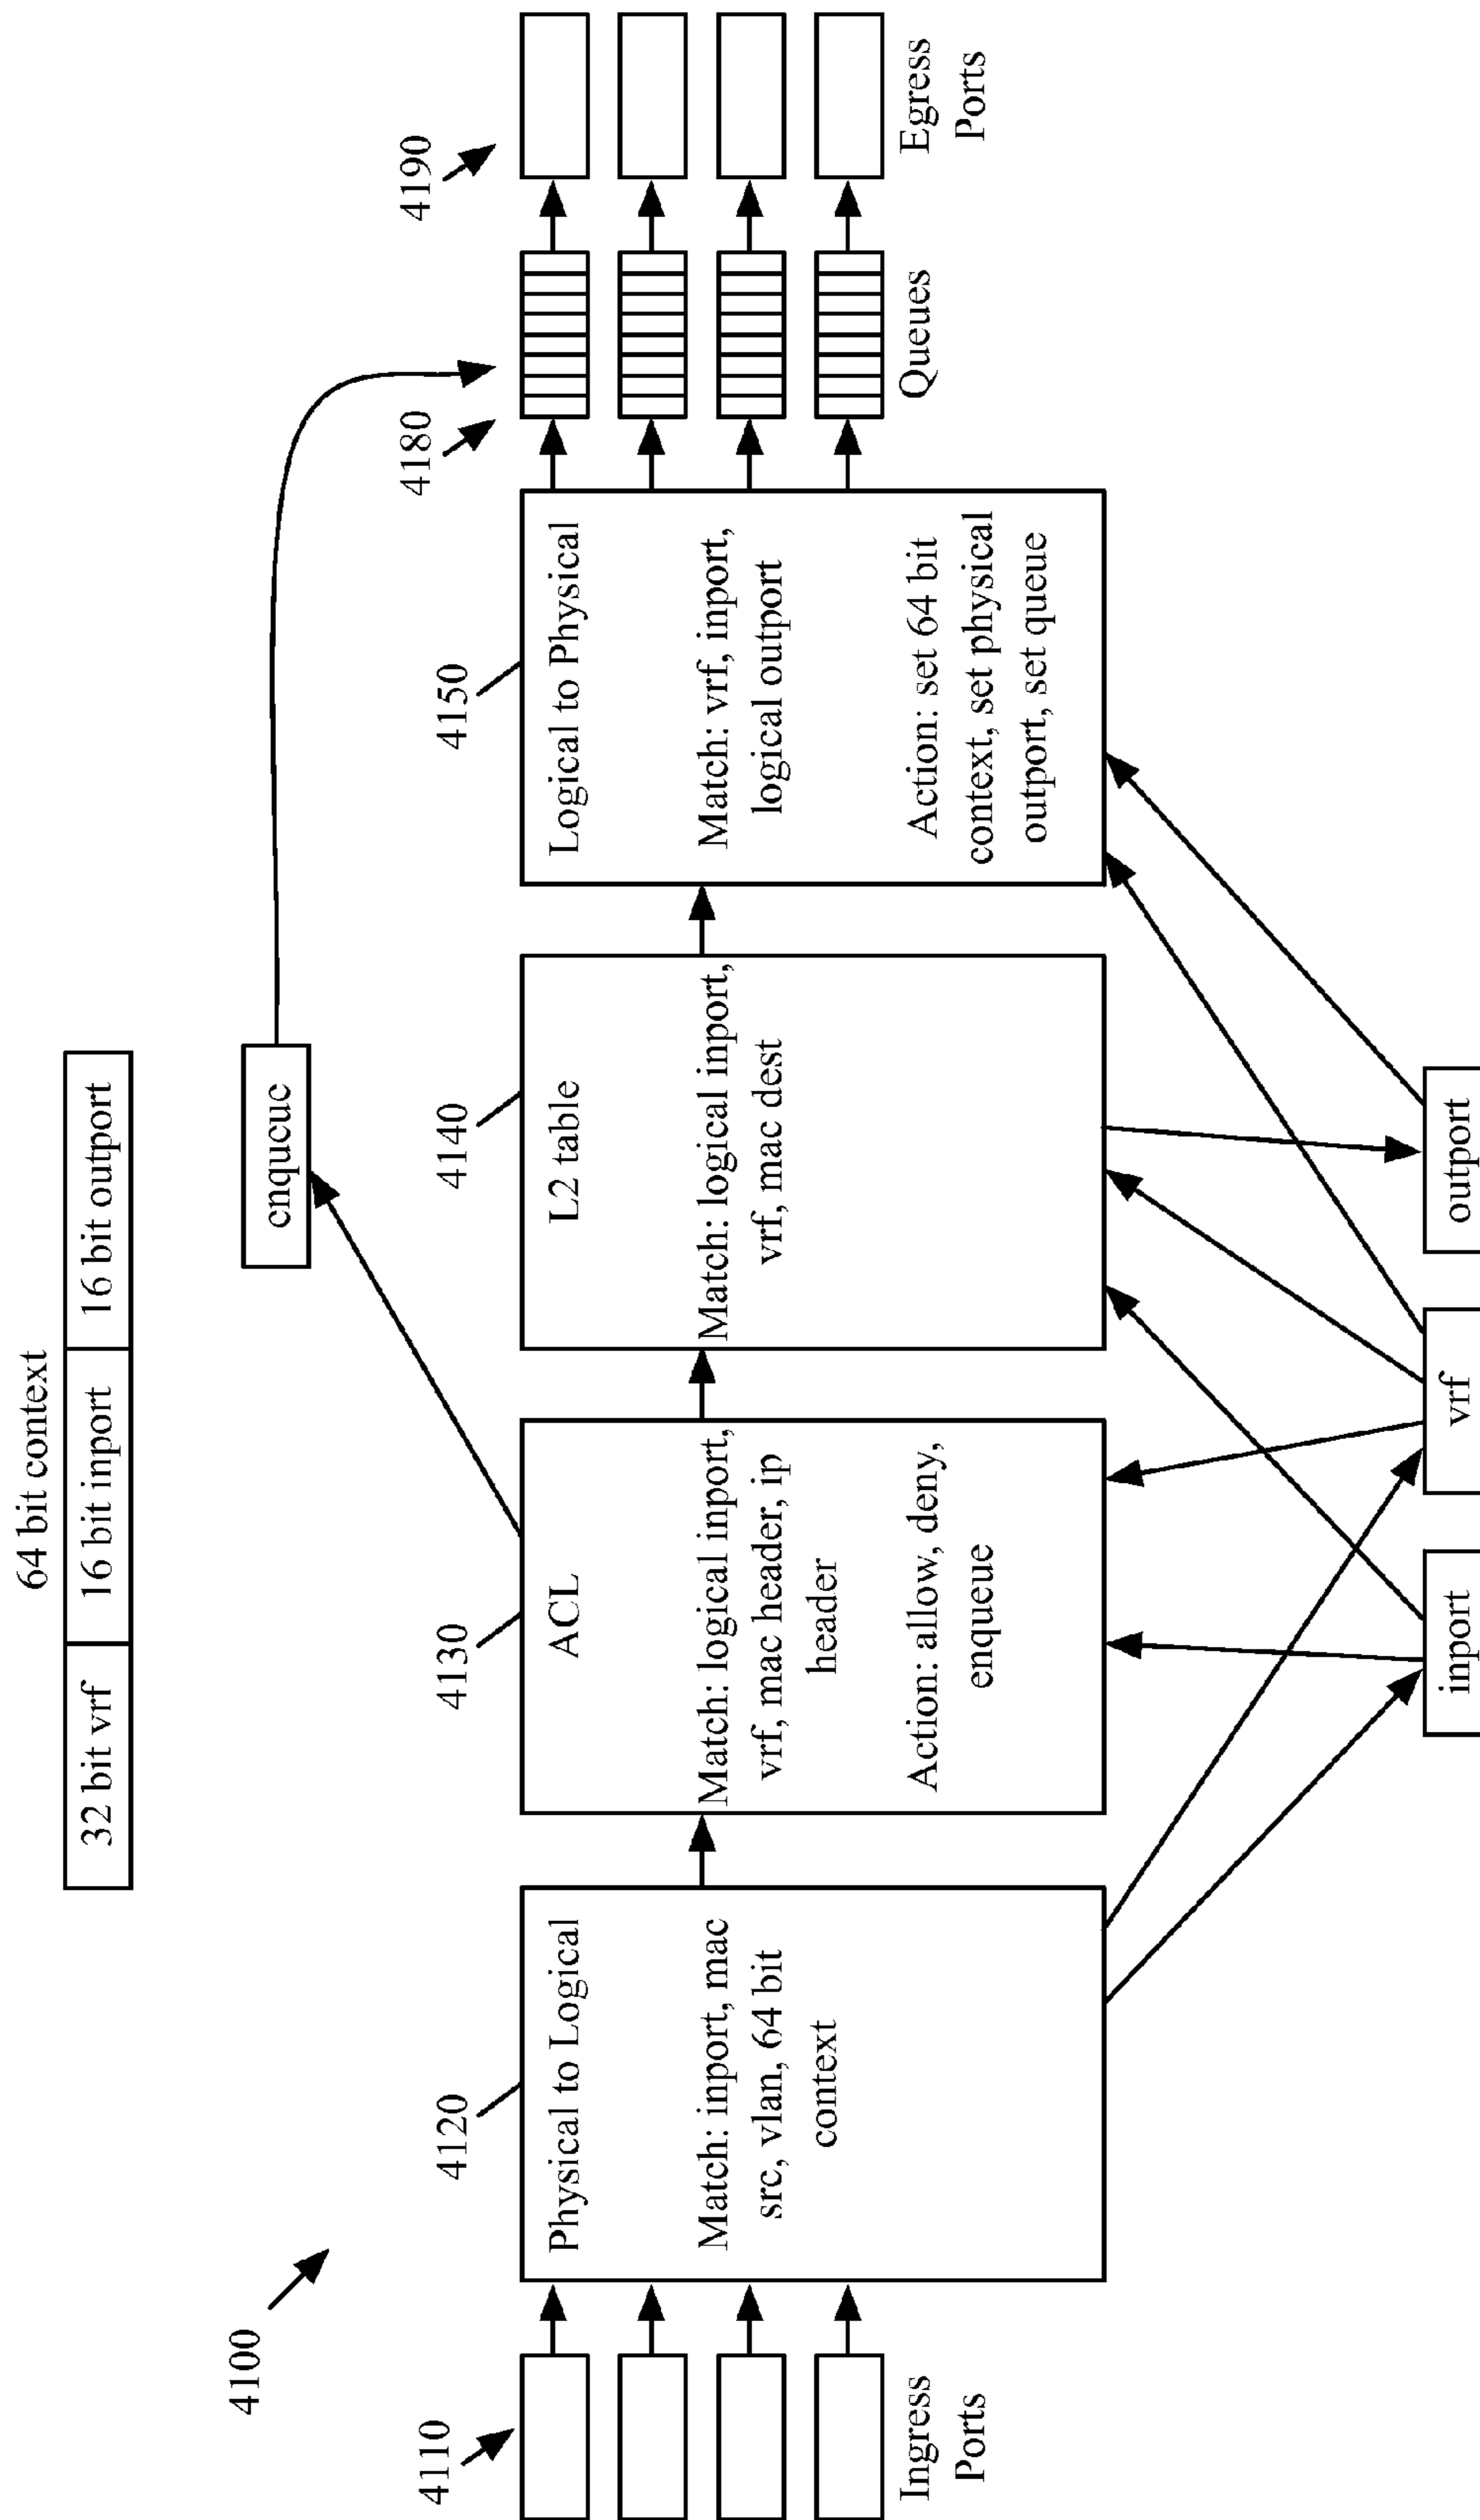 64 bit context
32 bit vrf
16 bit inport
16 bit outport
4100
enqueue
4110
4120
4130
4140
4150
4180
4190
Physical to Logical
Match: inport, mac
src, vlan, 64 bit
context
ACL
Match: logical inport,
vrf, mac header, ip
header
Action: allow, deny,
enqueue
L2 table
Match: logical inport,
vrf, mac dest
Logical to Physical
Match: vrf, inport,
logical outport
Action: set 64 bit
context, set physical
outport, set queue
Ingress
Ports
Queues
Egress
Ports
inport
vrf
outport